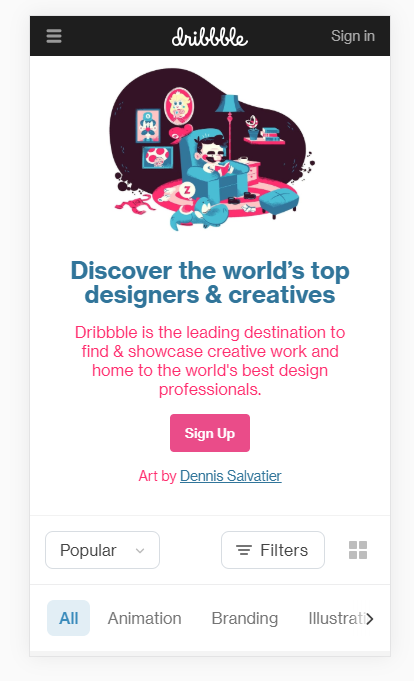 dribbble
Sign in
Z
Discover the world’s top
designers & creatives
Dribbble is the leading destination to
find & showcase creative work and
home to the world's best design
professionals.
Sign Up
Art by Dennis Salvatier
Popular
Filters
All Animation Branding Illustrati